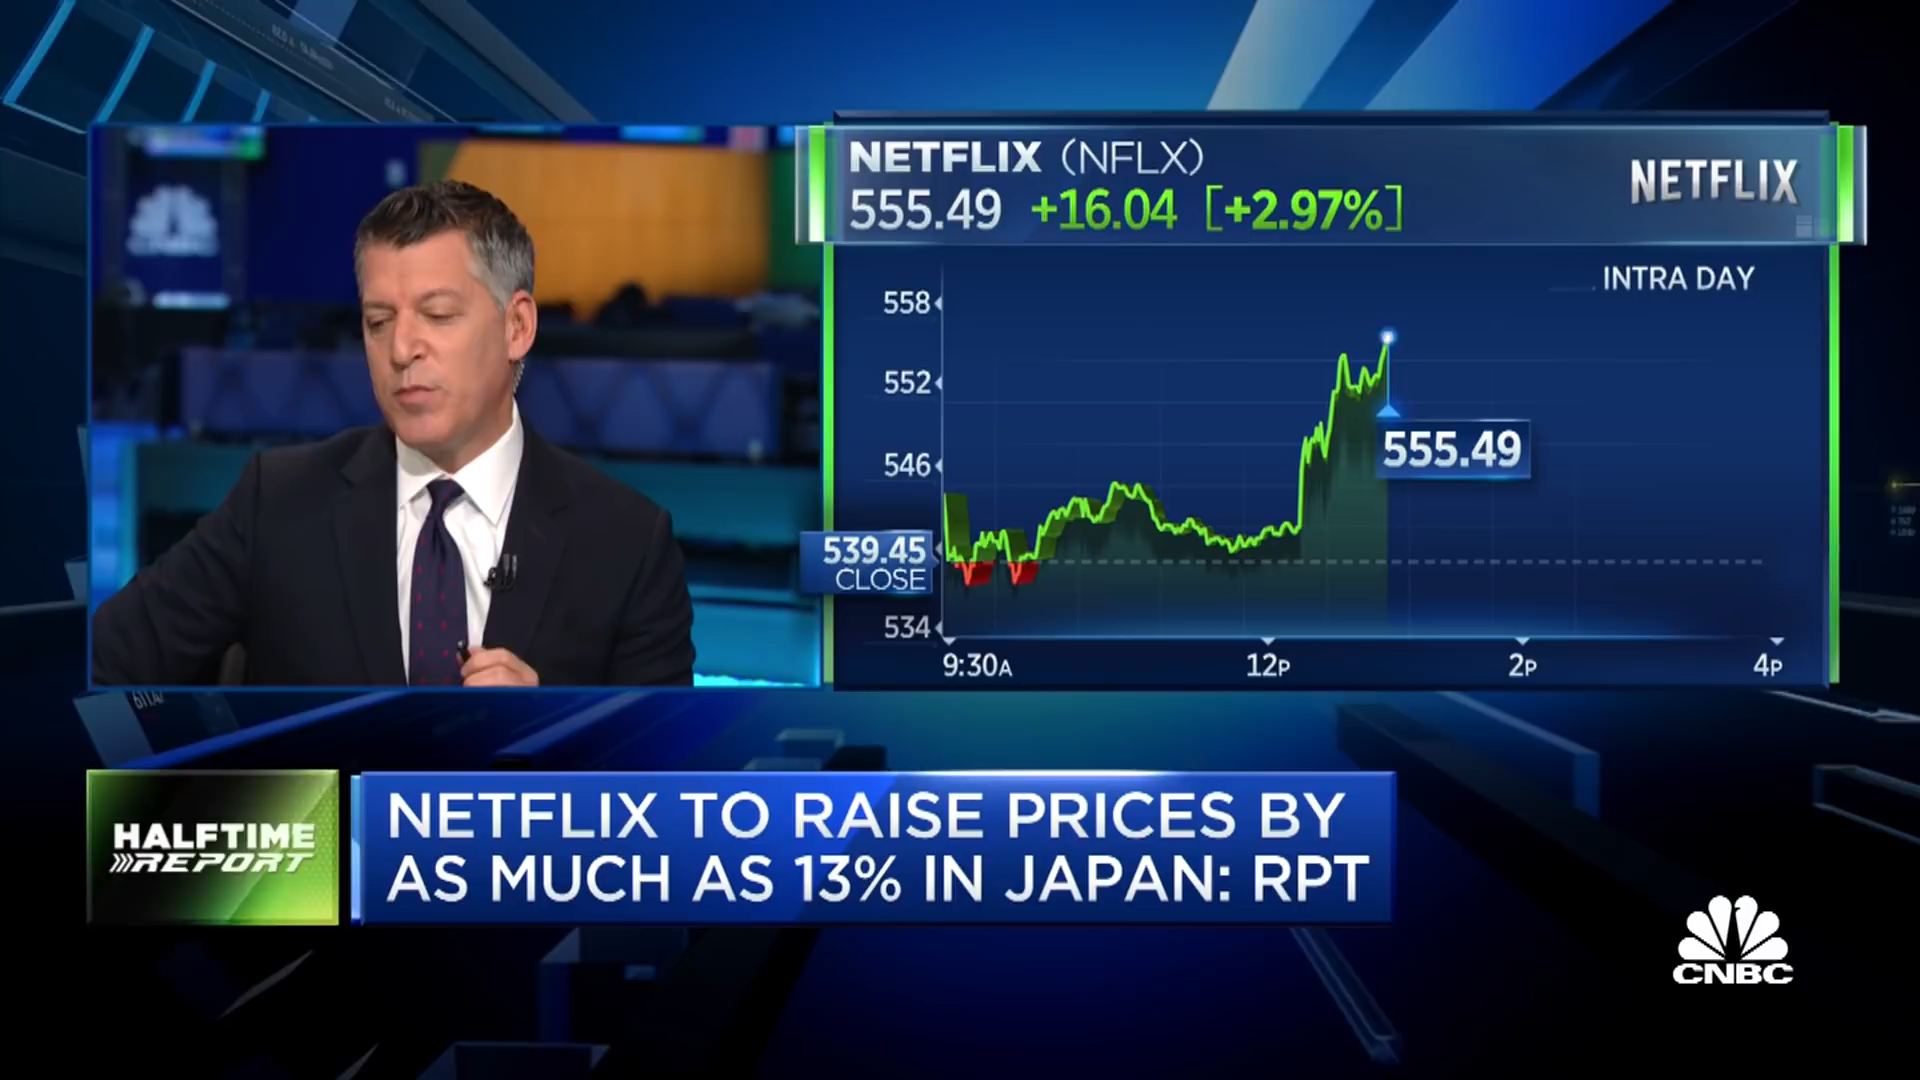 NETFLIX (NFLX)
555.49 +16.04 [+2.97%]
NETFLIX
INTRA DAY
558
552
546
555.49
539.45
CLOSE
534
9:30A 12P 2P 4P
HALFTIME
REPORT
NETFLIX TO RAISE PRICES BY
AS MUCH AS 13% IN JAPAN: RPT
CNBC
CNBC